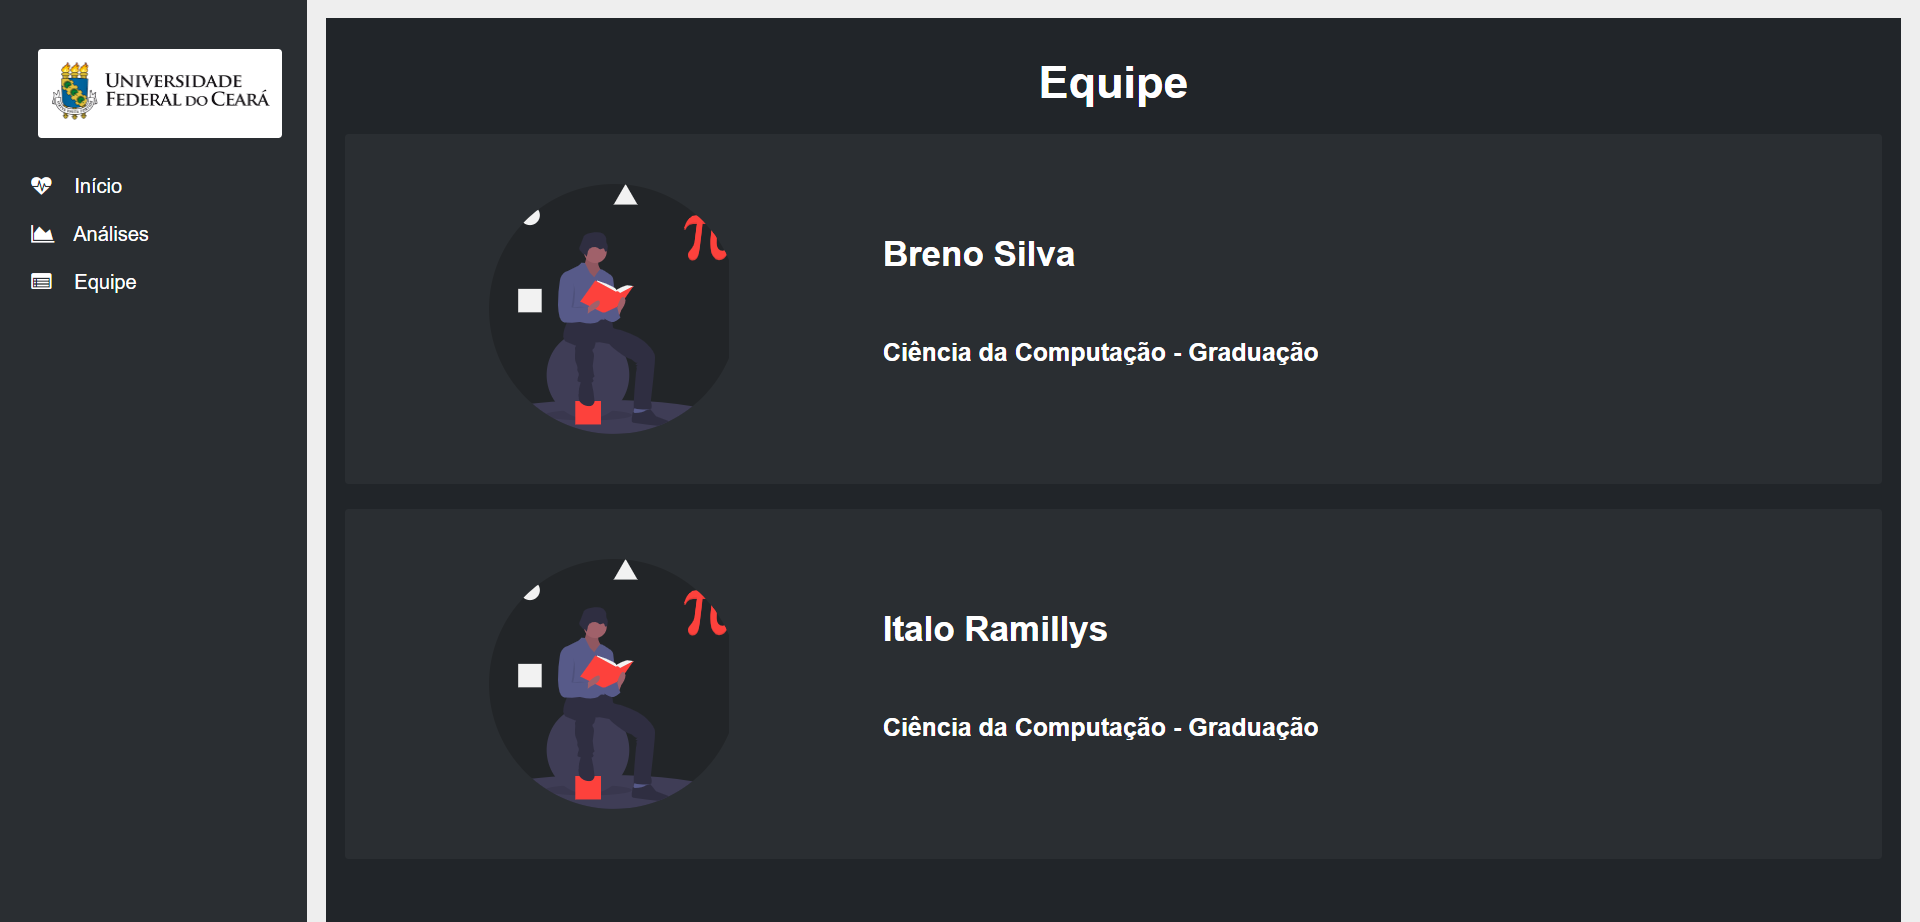 UNIVERSIDADE
FEDERAL DO CEARÁ
Início
Análises
Equipe
Equipe
Breno Silva
Ciência da Computação - Graduação
Italo Ramillys
Ciência da Computação - Graduação